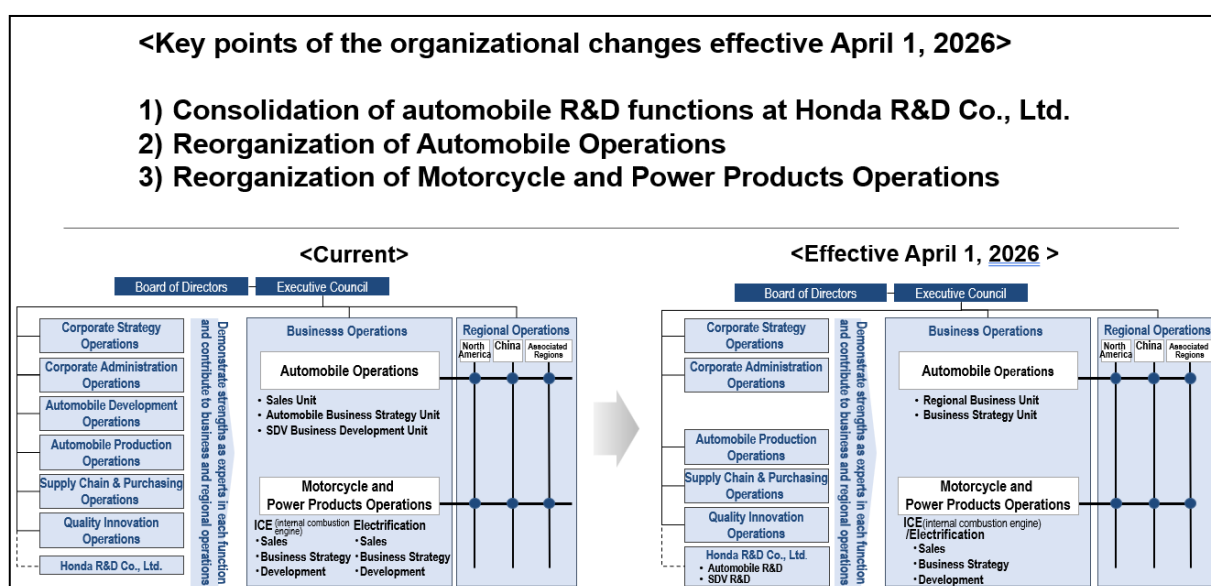 <Key points of the organizational changes effective April 1, 2026>
1) Consolidation of automobile R&D functions at Honda R&D Co., Ltd.
2) Reorganization of Automobile Operations
3) Reorganization of Motorcycle and Power Products Operations
<Current>
Board of Directors
Executive Council
Corporate Strategy
Operations
Corporate Administration
Operations
Automobile Development
Operations
Automobile Production
Operations
Supply Chain & Purchasing
Operations
Quality Innovation
Operations
Honda R&D Co., Ltd.
Demonstrate strengths as experts in each function
and contribute to business and regional operations
Businesss Operations
Automobile Operations
・Sales Unit
・Automobile Business Strategy Unit
・SDV Business Development Unit
Motorcycle and
Power Products Operations
ICE (internal combustion
engine)
・Sales
・Business Strategy
・Development
Electrification
・Sales
・Business Strategy
・Development
Regional Operations
North
America
China
Associated
Regions
<Effective April 1, 2026 >
Board of Directors
Executive Council
Corporate Strategy
Operations
Corporate Administration
Operations
Automobile Production
Operations
Supply Chain & Purchasing
Operations
Quality Innovation
Operations
Honda R&D Co., Ltd.
・Automobile R&D
・SDV R&D
Demonstrate strengths as experts in each function
and contribute to business and regional operations
Business Operations
Automobile Operations
・Regional Business Unit
・Business Strategy Unit
Motorcycle and
Power Products Operations
ICE(internal combustion engine)
/Electrification
・Sales
・Business Strategy
・Development
Regional Operations
North
America
China
Associated
Regions